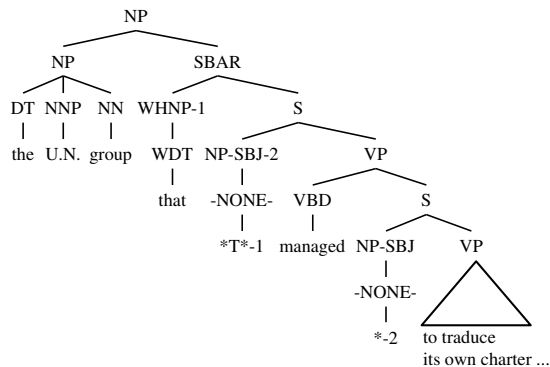 NP
NP SBAR
DT NNP NN WHNP-1 S
the U.N. group WDT NP-SBJ-2 VP
that -NONE- VBD S
*T*-1 managed NP-SBJ VP
-NONE-
*-2 to traduce
its own charter ...